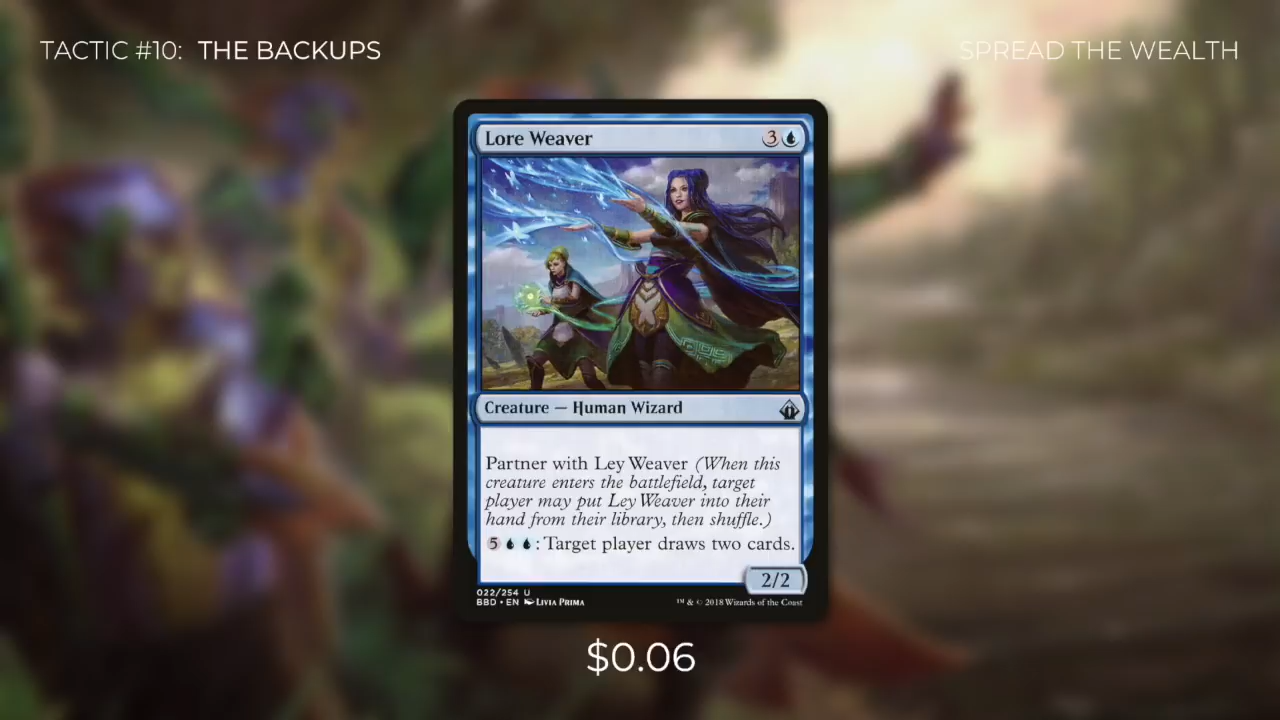 TACTIC #10: THE BACKUPS
SPREAD THE WEALTH
Lore Weaver 3
Creature — Human Wizard
Partner with Ley Weaver (When this
creature enters the battlefield, target
player may put Ley Weaver into their
hand from their library, then shuffle.)
5 : Target player draws two cards.
2/2
022/254 U
BBD • EN Livia Prima
™ & © 2018 Wizards of the Coast
$0.06